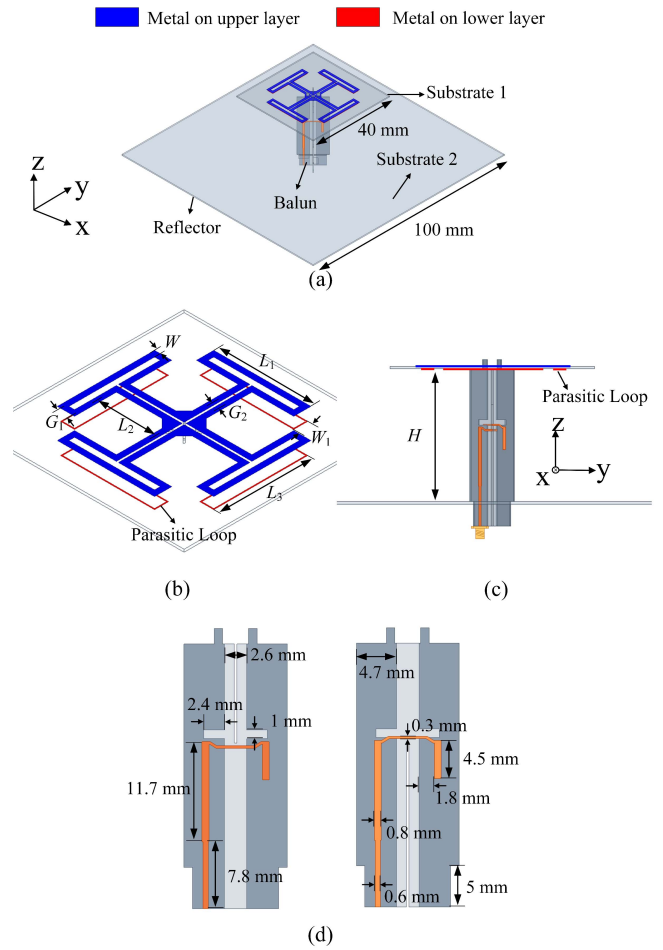 Metal on upper layer
Metal on lower layer
Substrate 1
40 mm
Substrate 2
z
y
x
Balun
Reflector
100 mm
(a)
W
L1
G1
L2
G2
W1
L3
Parasitic Loop
(b)
Parasitic Loop
H
z
x
y
(c)
2.6 mm
2.4 mm
1 mm
11.7 mm
7.8 mm
4.7 mm
0.3 mm
4.5 mm
1.8 mm
0.8 mm
0.6 mm
5 mm
(d)